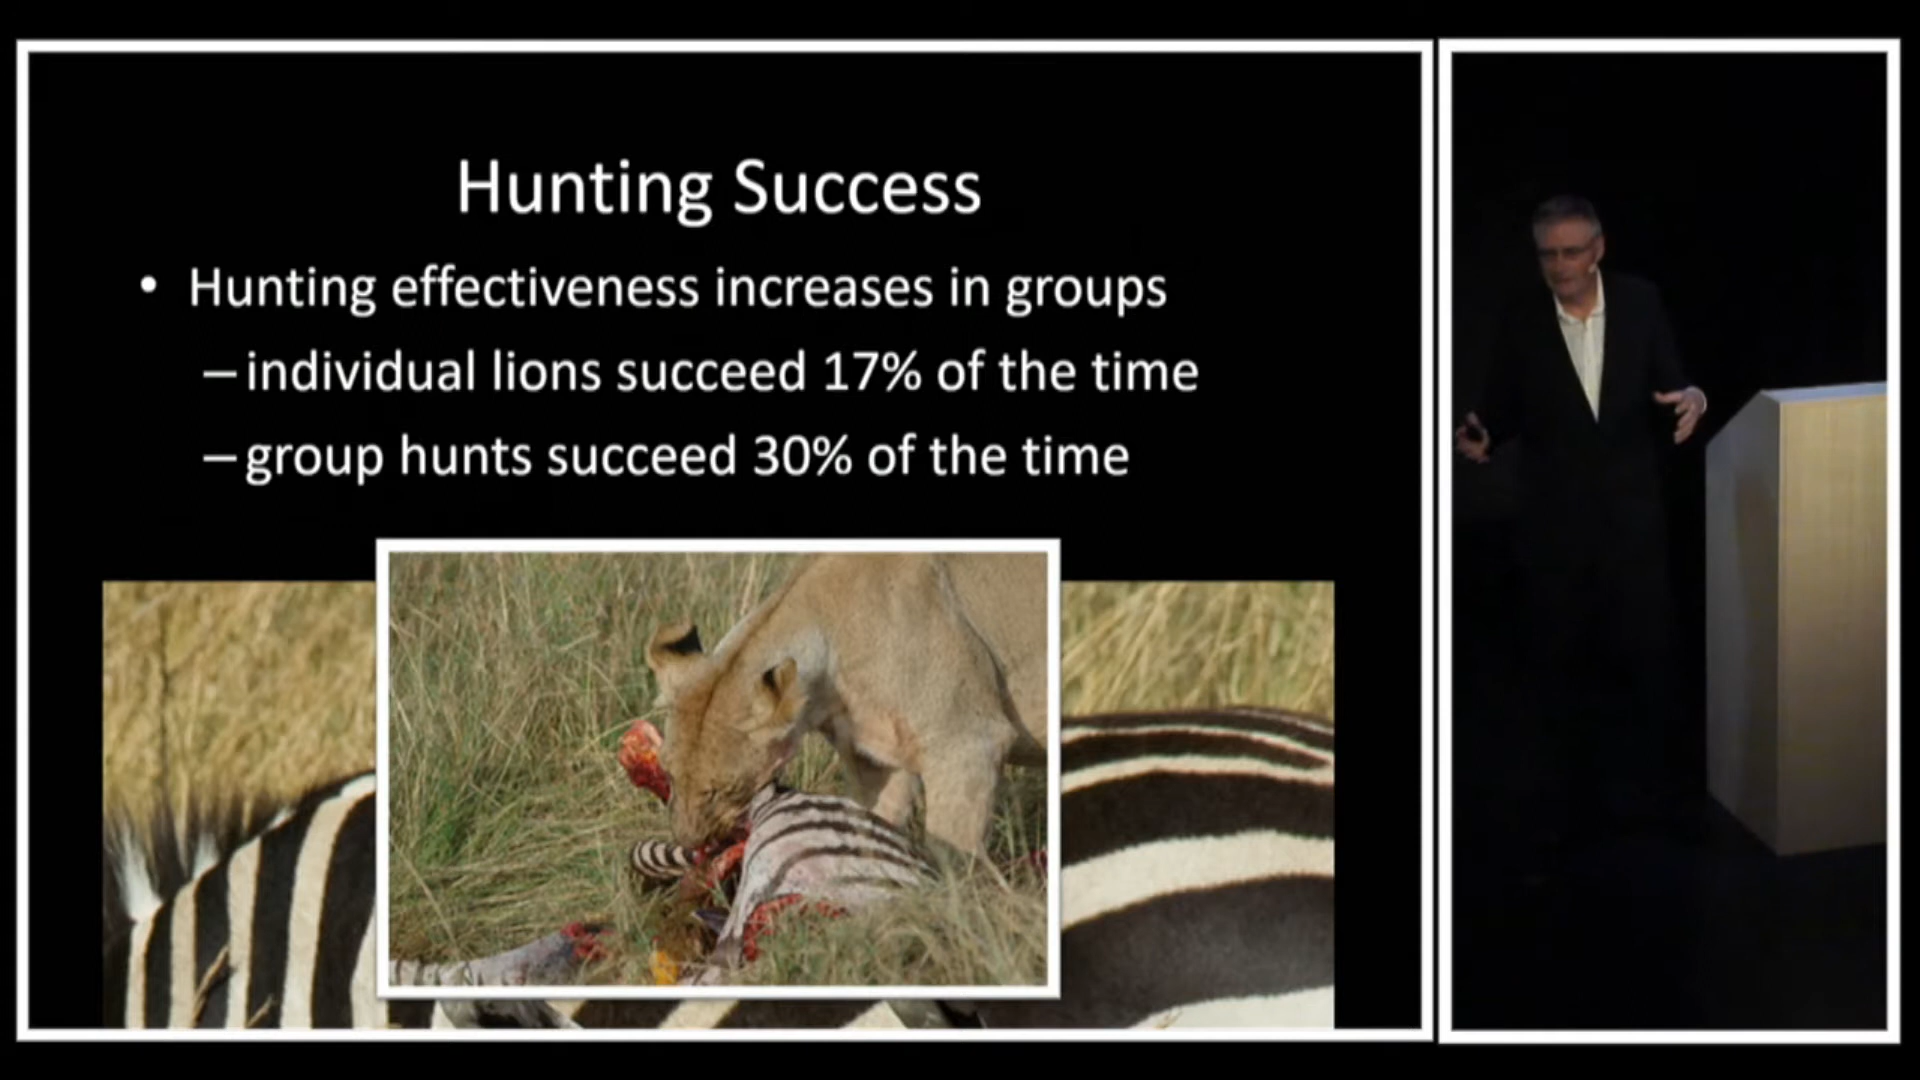 Hunting Success
• Hunting effectiveness increases in groups
– individual lions succeed 17% of the time
– group hunts succeed 30% of the time